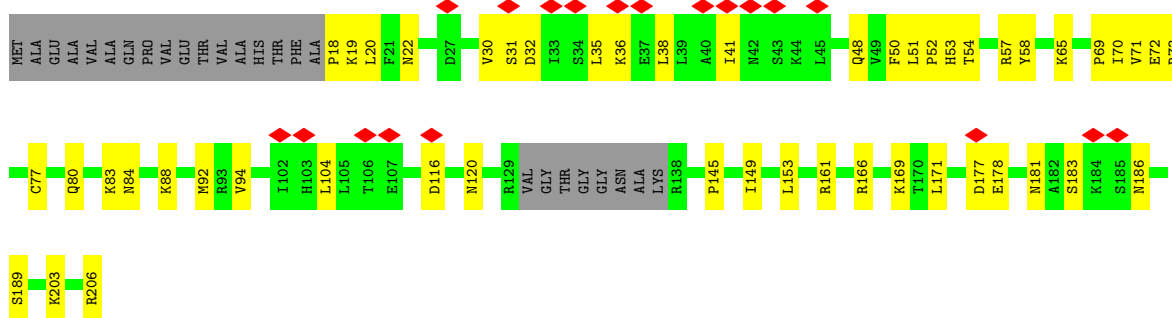 MET ALA GLU ALA VAL ALA GLN PRO VAL GLU THR VAL ALA HIS THR PHE ALA P18 K19 L20 F21 N22 D27 V30 S31 D32 I33 S34 L35 K36 E37 L38 L39 A40 I41 N42 S43 K44 L45 Q48 V49 F50 L51 P52 H53 T54 R57 Y58 K65 P69 I70 V71 E72
C77 Q80 K83 N84 K88 M92 R93 V94 I102 H103 L104 L105 T106 E107 D116 N120 R129 VAL GLY THR GLY GLY ASN ALA LYS R138 P145 I149 L153 R161 R166 K169 T170 L171 D177 E178 N181 A182 S183 K184 S185 N186
S189 K203 R206